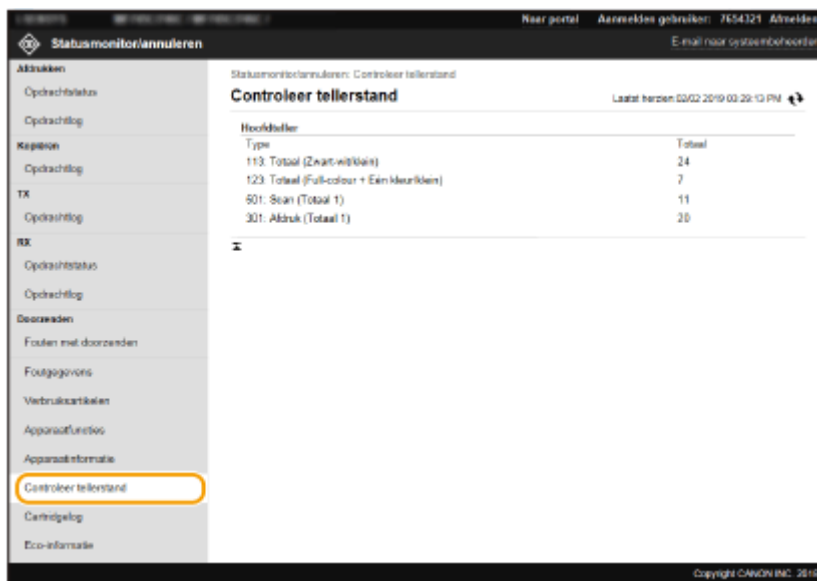 Naar portal Aanmelden gebruiker: 7654321 Afmelden
Statusmonitor/annuleren
E-mail naar systeembeheerder
Afdrukken
Opdrachtstatus
Opdrachtlog
Kopiëren
Opdrachtlog
TX
Opdrachtlog
RX
Opdrachtstatus
Opdrachtlog
Doorzenden
Fouten met doorzenden
Foutgegevens
Verbruiksartikelen
Apparaatfuncties
Apparaatinformatie
Controleer tellerstand
Cartridgelog
Eco-informatie
Statusmonitor/annuleren: Controleer tellerstand
Controleer tellerstand
Laatst herzien:02/02 2019 03:29:13 PM
Hoofdteller
Type Totaal
113: Totaal (Zwart-wit/klein) 24
123: Totaal (Full-colour + Eén kleur/klein) 7
501: Scan (Totaal 1) 11
301: Afdruk (Totaal 1) 20
Copyright CANON INC. 2019